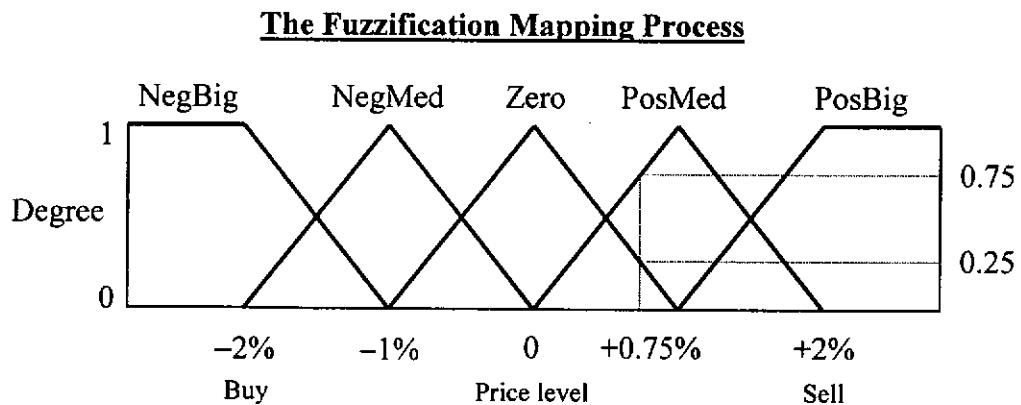 The Fuzzification Mapping Process
NegBig NegMed Zero PosMed PosBig
1
0.75
Degree
0.25
0
–2% –1% 0 +0.75% +2%
Buy Price level Sell